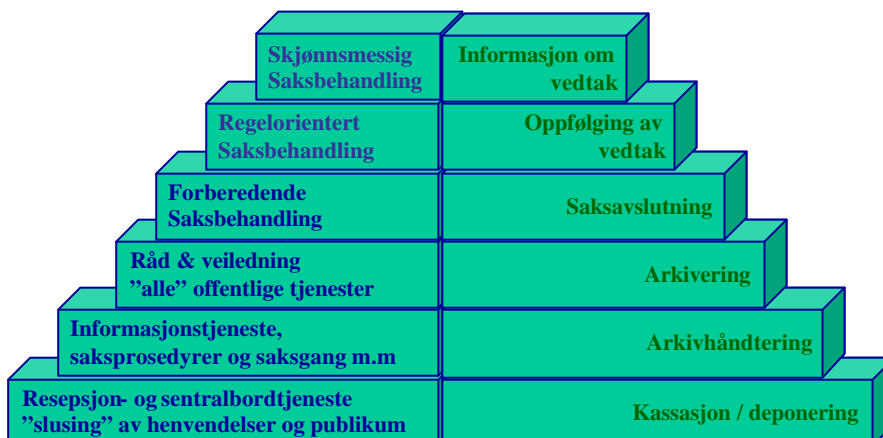 Skjønnsmessig
Saksbehandling
Informasjon om
vedtak
Regelorientert
Saksbehandling
Oppfølging av
vedtak
Forberedende
Saksbehandling
Saksavslutning
Råd & veiledning
”alle” offentlige tjenester
Arkivering
Informasjonstjeneste,
saksprosedyrer og saksgang m.m
Arkivhåndtering
Resepsjon- og sentralbordtjeneste
”slusing” av henvendelser og publikum
Kassasjon / deponering